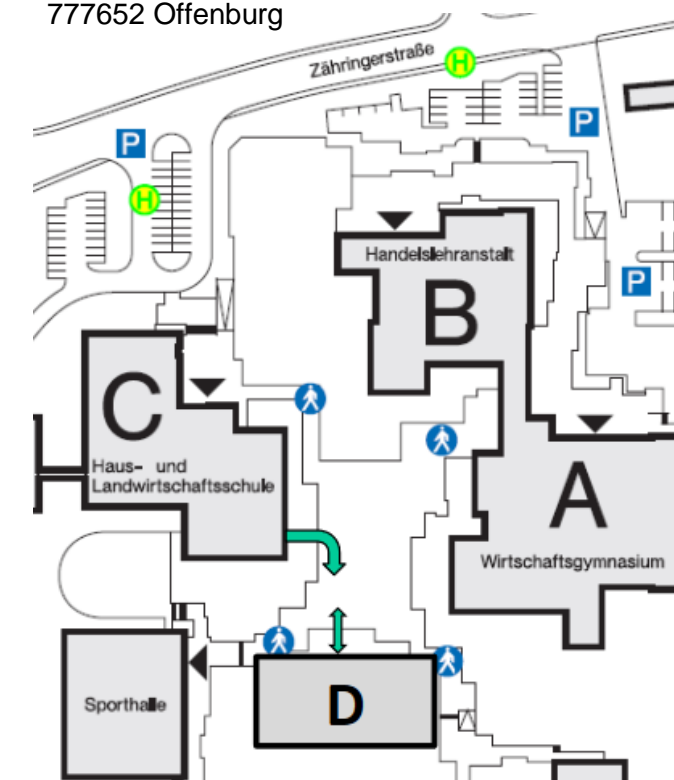 777652 Offenburg
Zähringerstraße
H
P
P
H
Handelslehranstalt
B
P
C
Haus- und
Landwirtschaftsschule
A
Wirtschaftsgymnasium
Sporthalle
D